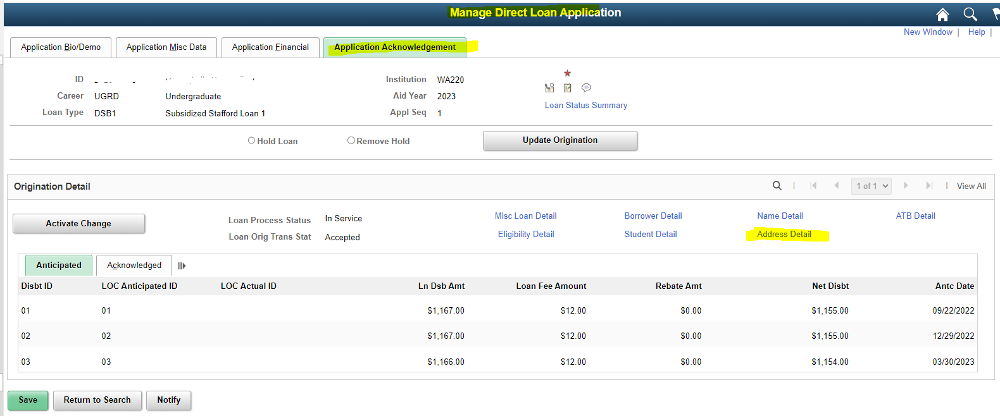 Manage Direct Loan Application
New Window | Help |
Application Bio/Demo Application Misc Data Application Financial Application Acknowledgement
ID Institution WA220
Career UGRD Undergraduate Aid Year 2023
Loan Status Summary
Loan Type DSB1 Subsidized Stafford Loan 1 Appl Seq 1
Hold Loan Remove Hold Update Origination
Origination Detail 1 of 1 View All
Activate Change Loan Process Status In Service Misc Loan Detail Borrower Detail Name Detail ATB Detail
Loan Orig Trans Stat Accepted Eligibility Detail Student Detail Address Detail
Anticipated Acknowledged
Disbt ID LOC Anticipated ID LOC Actual ID Ln Dsb Amt Loan Fee Amount Rebate Amt Net Disbt Antc Date
01 01 $1,167.00 $12.00 $0.00 $1,155.00 09/22/2022
02 02 $1,167.00 $12.00 $0.00 $1,155.00 12/29/2022
03 03 $1,166.00 $12.00 $0.00 $1,154.00 03/30/2023
Save Return to Search Notify